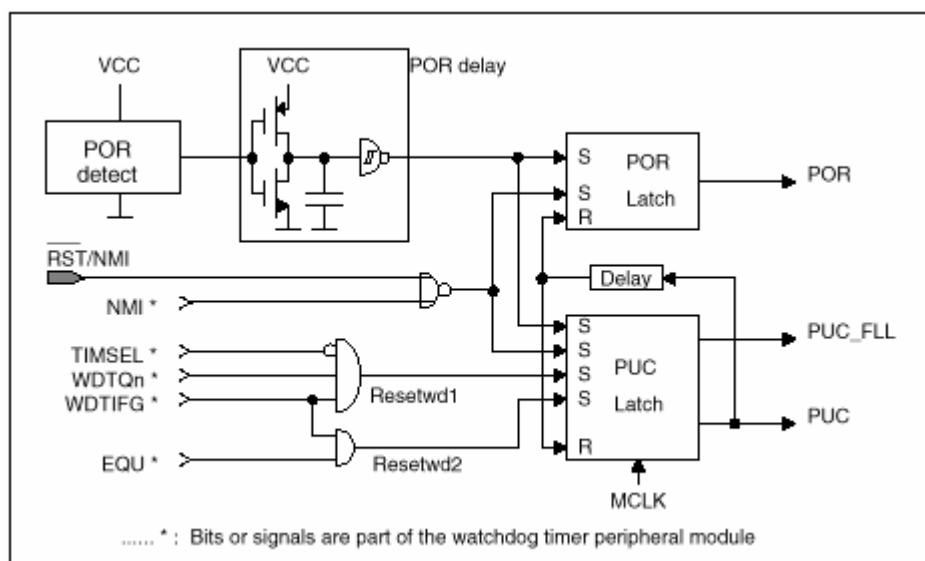 VCC
VCC
POR delay
POR
detect
S
POR
Latch
S
R
POR
RST/NMI
NMI *
Delay
TIMSEL *
WDTQn *
WDTIFG *
Resetwd1
EQU *
Resetwd2
S
S
S
S
R
PUC
Latch
PUC_FLL
PUC
MCLK
...... * : Bits or signals are part of the watchdog timer peripheral module